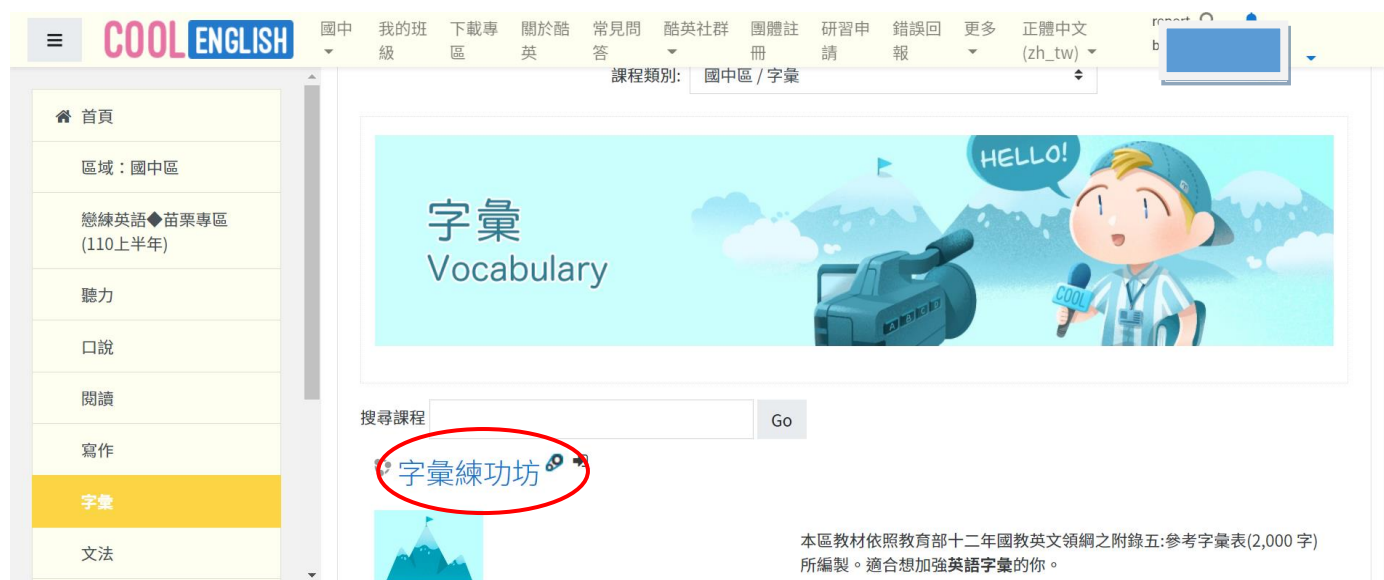 COOL ENGLISH
國中
我的班級
下載專區
關於酷英
常見問答
酷英社群
團體註冊
研習申請
錯誤回報
更多
正體中文 (zh_tw)
課程類別: 國中區 / 字彙
首頁
區域：國中區
戀練英語◆苗栗專區
(110上半年)
聽力
口說
閱讀
寫作
字彙
文法
HELLO!
字彙
Vocabulary
COOL
A B C D
搜尋課程
Go
字彙練功坊
本區教材依照教育部十二年國教英文領綱之附錄五:參考字彙表(2,000 字)
所編製。適合想加強英語字彙的你。